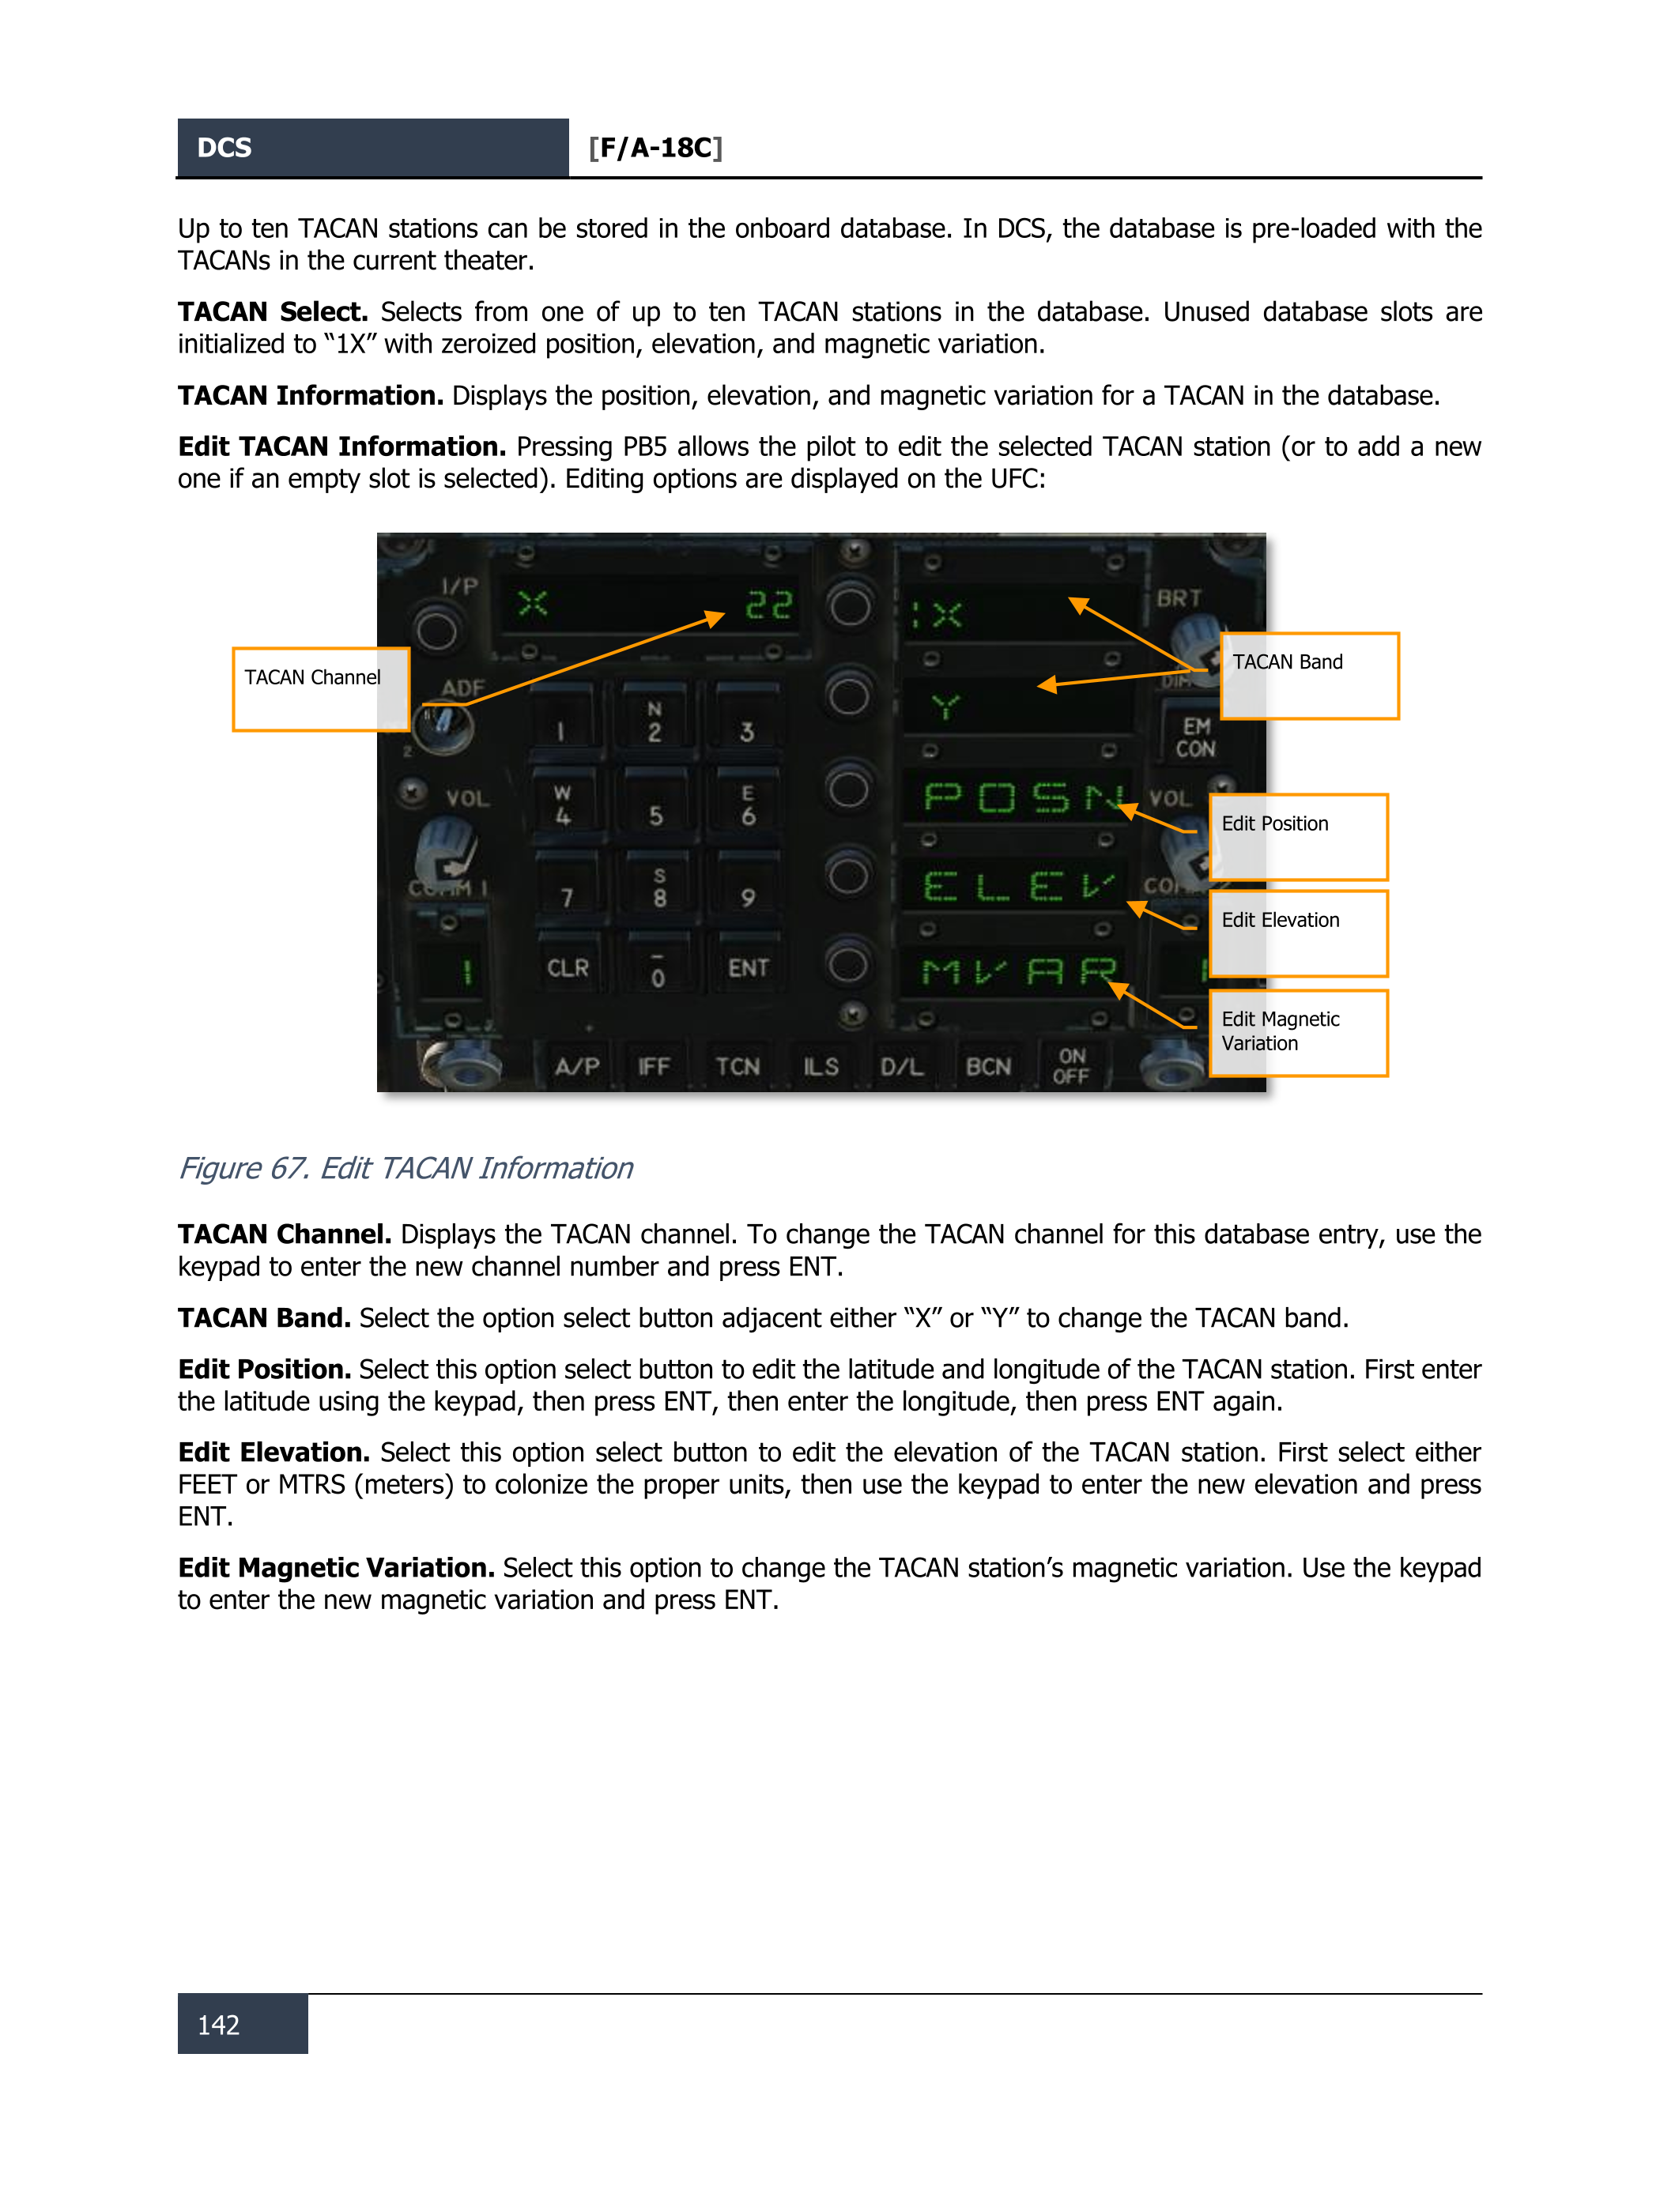 DCS [F/A-18C]
Up to ten TACAN stations can be stored in the onboard database. In DCS, the database is pre-loaded with the
TACANs in the current theater.
TACAN Select. Selects from one of up to ten TACAN stations in the database. Unused database slots are
initialized to “1X” with zeroized position, elevation, and magnetic variation.
TACAN Information. Displays the position, elevation, and magnetic variation for a TACAN in the database.
Edit TACAN Information. Pressing PB5 allows the pilot to edit the selected TACAN station (or to add a new
one if an empty slot is selected). Editing options are displayed on the UFC:
I/P
X 22
:X
BRT
TACAN Channel
TACAN Band
ADF
1
2
Y
1
N
2
3
EM
CON
VOL
W
4
5
E
6
POSN
VOL
Edit Position
COMM 1
7
S
8
9
ELEV
Edit Elevation
1
CLR
–
0
ENT
MVAR
Edit Magnetic
Variation
A/P IFF TCN ILS D/L BCN ON
OFF
Figure 67. Edit TACAN Information
TACAN Channel. Displays the TACAN channel. To change the TACAN channel for this database entry, use the
keypad to enter the new channel number and press ENT.
TACAN Band. Select the option select button adjacent either “X” or “Y” to change the TACAN band.
Edit Position. Select this option select button to edit the latitude and longitude of the TACAN station. First enter
the latitude using the keypad, then press ENT, then enter the longitude, then press ENT again.
Edit Elevation. Select this option select button to edit the elevation of the TACAN station. First select either
FEET or MTRS (meters) to colonize the proper units, then use the keypad to enter the new elevation and press
ENT.
Edit Magnetic Variation. Select this option to change the TACAN station’s magnetic variation. Use the keypad
to enter the new magnetic variation and press ENT.
142